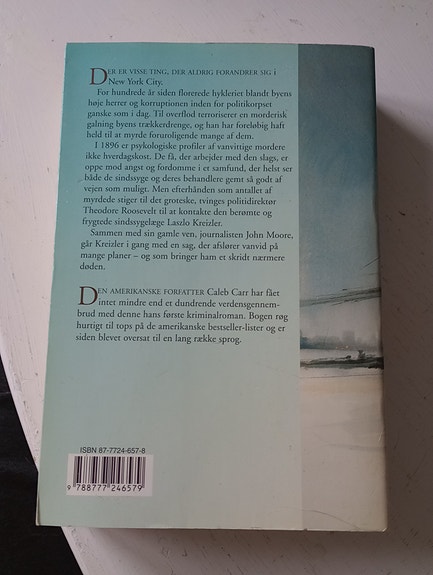 DER ER VISSE TING, DER ALDRIG FORANDRER SIG i
New York City.
For hundrede år siden florerede hykleriet blandt byens
høje herrer og korruptionen inden for politikorpset
ganske som i dag. Til overflod terroriserer en morderisk
galning byens trækkerdrenge, og han har foreløbig haft
held til at myrde foruroligende mange af dem.
I 1896 er psykologiske profiler af vanvittige mordere
ikke hverdagskost. De få, der arbejder med den slags, er
oppe mod angst og fordomme i et samfund, der helst ser
både de sindssyge og deres behandlere gemt så godt af
vejen som muligt. Men efterhånden som antallet af
myrdede stiger til det groteske, tvinges politidirektør
Theodore Roosevelt til at kontakte den berømte og
frygtede sindssygelæge Laszlo Kreizler.
Sammen med sin gamle ven, journalisten John Moore,
går Kreizler i gang med en sag, der afslører vanvid på
mange planer – og som bringer ham et skridt nærmere
døden.
DEN AMERIKANSKE FORFATTER Caleb Carr har fået
intet mindre end et dundrende verdensgennem-
brud med denne hans første kriminalroman. Bogen røg
hurtigt til tops på de amerikanske bestseller-lister og er
siden blevet oversat til en lang række sprog.
ISBN 87-7724-657-8
9 788777 246579